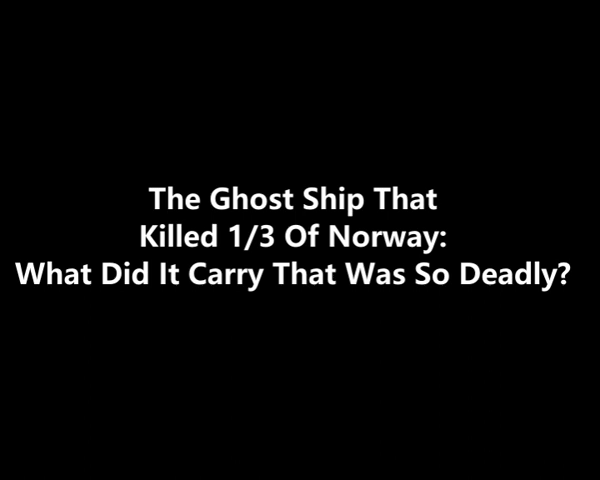 The Ghost Ship That
Killed 1/3 Of Norway:
What Did It Carry That Was So Deadly?